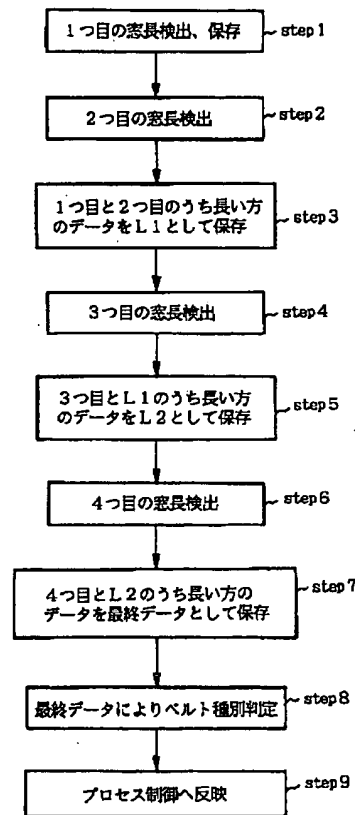 1つ目の窓長検出、保存
step1
2つ目の窓長検出
step2
1つ目と2つ目のうち長い方
のデータをL1として保存
step3
3つ目の窓長検出
step4
3つ目とL1のうち長い方
のデータをL2として保存
step5
4つ目の窓長検出
step6
4つ目とL2のうち長い方の
データを最終データとして保存
step7
最終データによりベルト種別判定
step8
プロセス制御へ反映
step9